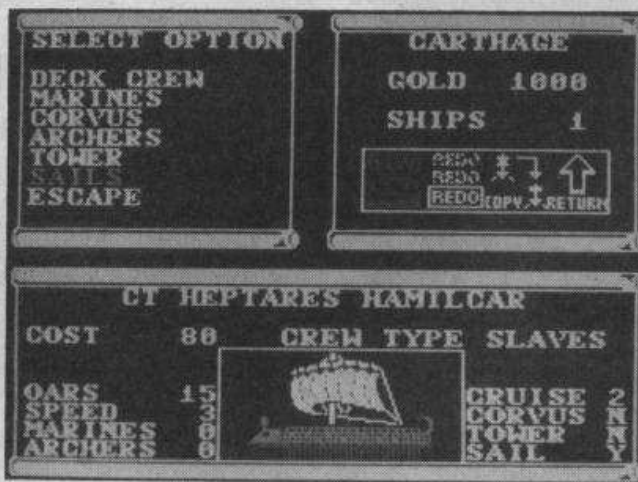 SELECT OPTION
DECK CREW
MARINES
CORVUS
ARCHERS
TOWER
SAILS
ESCAPE
CARTHAGE
GOLD 1000
SHIPS 1
REDO
REDO
REDO COPY RETURN
CT HEPTARES HAMILCAR
COST 80 CREW TYPE SLAVES
OARS 15
SPEED 3
MARINES 0
ARCHERS 0
CRUISE 2
CORVUS N
TOWER N
SAIL Y